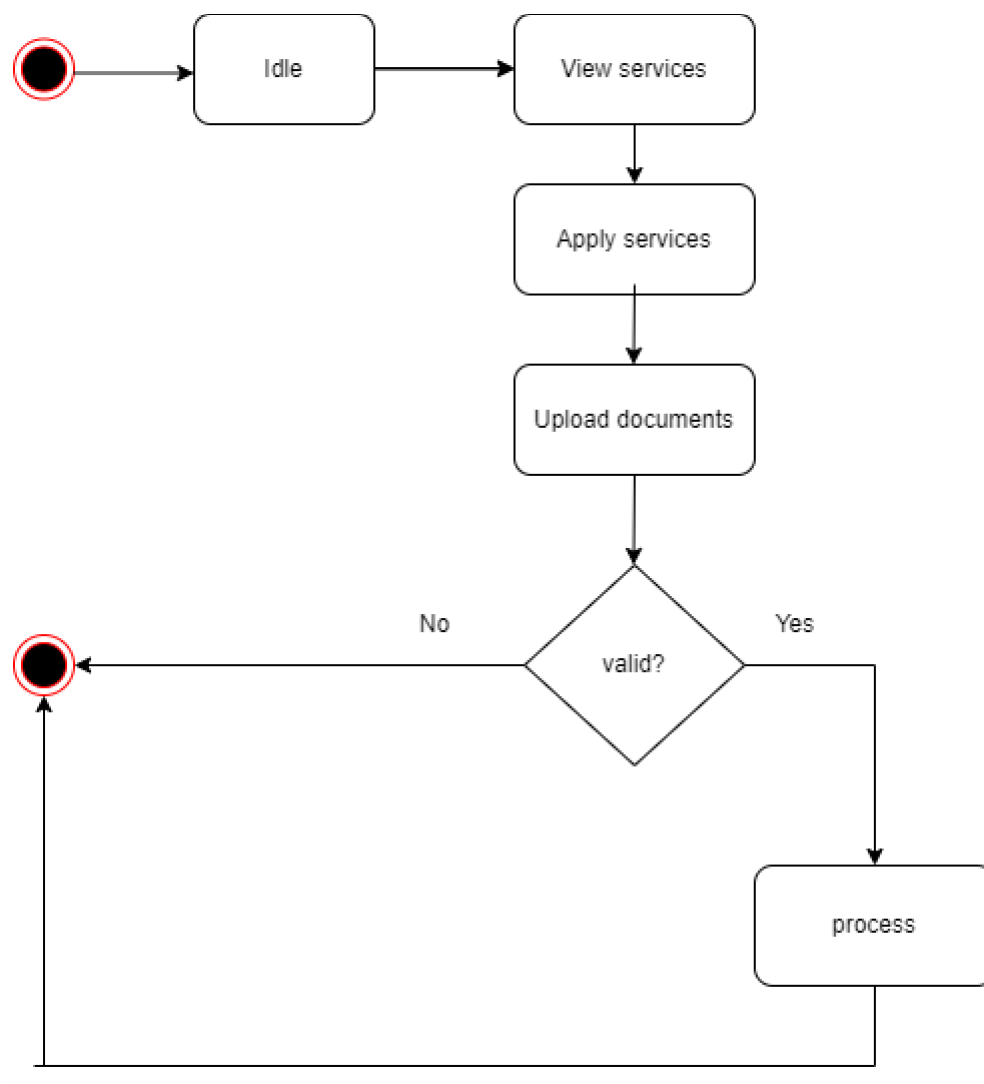 Idle
View services
Apply services
Upload documents
No
Yes
valid?
process